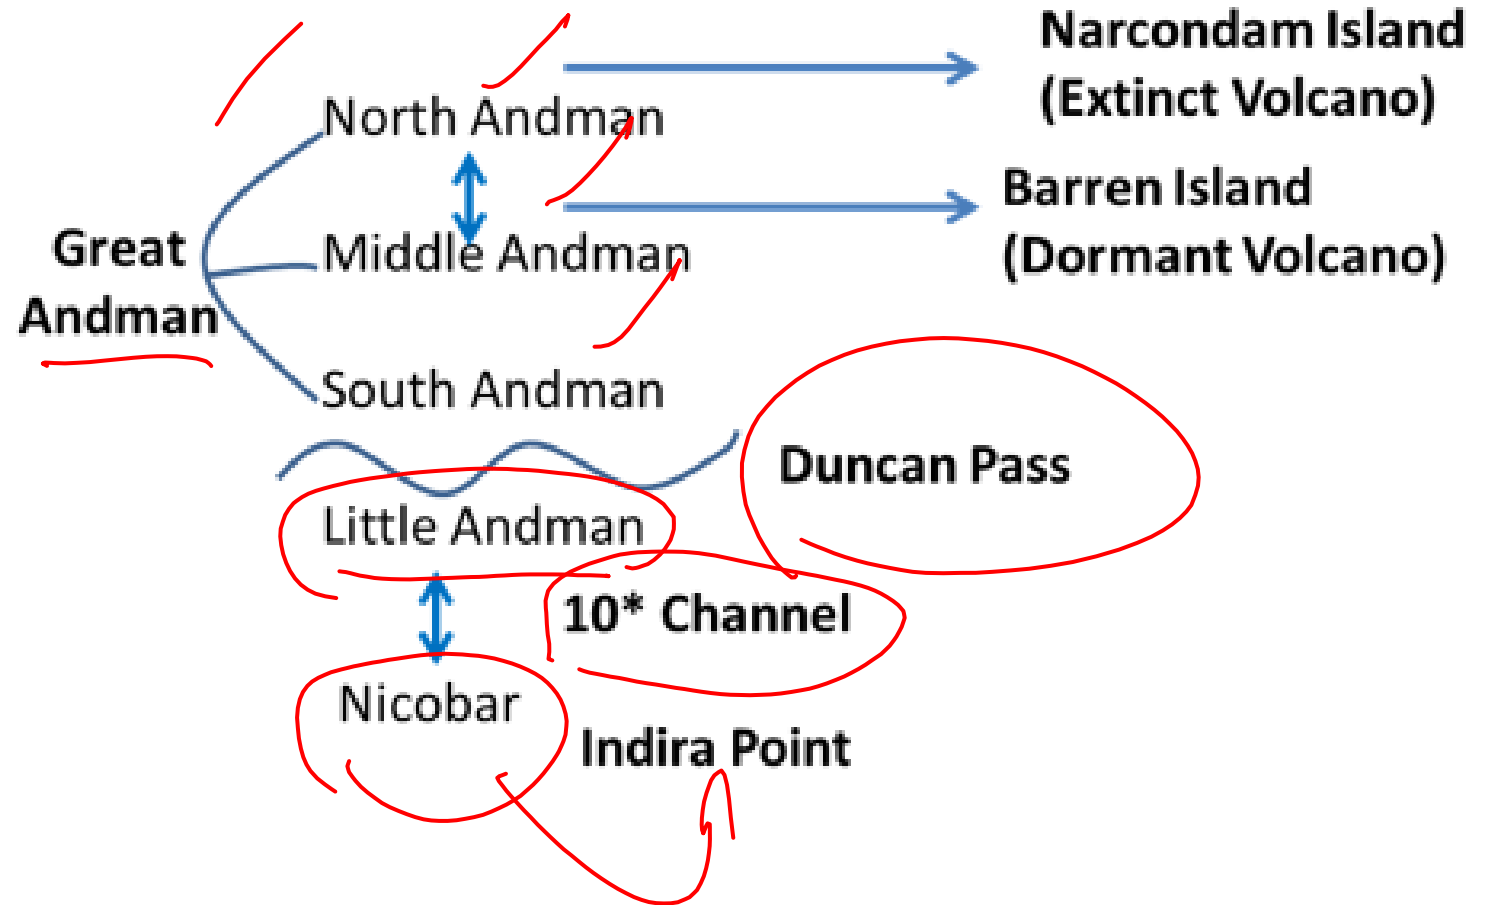 Narcondam Island
(Extinct Volcano)
North Andman
Barren Island
(Dormant Volcano)
Great
Andman
Middle Andman
South Andman
Duncan Pass
Little Andman
10* Channel
Nicobar
Indira Point